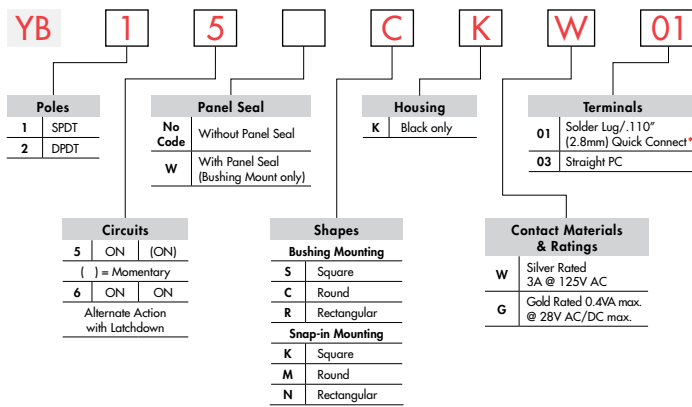 YB 1 5 C K W 01
Poles
1 SPDT
2 DPDT
Panel Seal
No Code Without Panel Seal
W With Panel Seal
(Bushing Mount only)
Housing
K Black only
Terminals
01 Solder Lug/.110"
(2.8mm) Quick Connect*
03 Straight PC
Circuits
5 ON (ON)
( ) = Momentary
6 ON ON
Alternate Action
with Latchdown
Shapes
Bushing Mounting
S Square
C Round
R Rectangular
Snap-in Mounting
K Square
M Round
N Rectangular
Contact Materials
& Ratings
W Silver Rated
3A @ 125V AC
G Gold Rated 0.4VA max.
@ 28V AC/DC max.